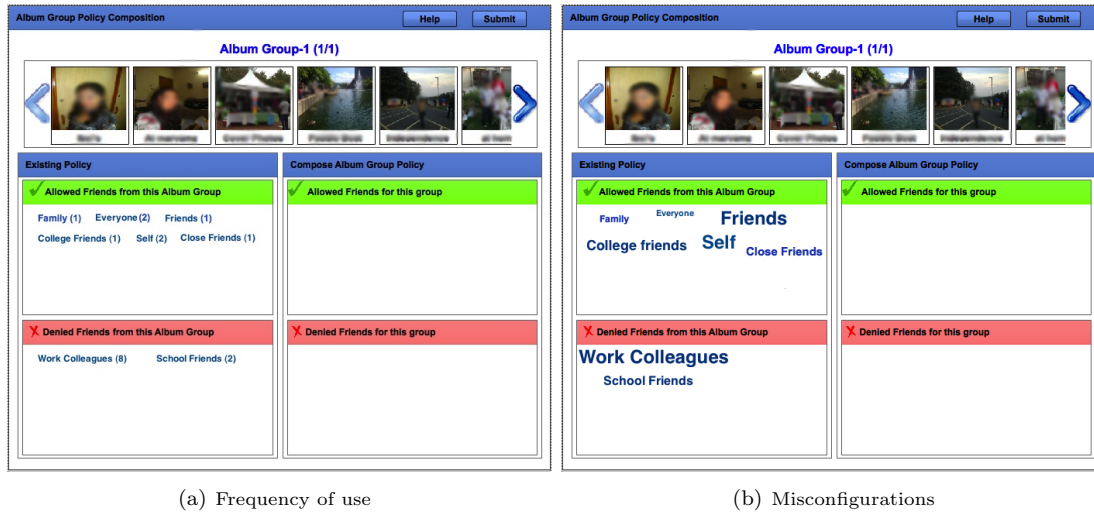 Album Group Policy Composition Help Submit
Album Group-1 (1/1)
Existing Policy Compose Album Group Policy
Allowed Friends from this Album Group Allowed Friends for this group
Family (1) Everyone(2) Friends (1)
College Friends (1) Self (2) Close Friends (1)
Denied Friends from this Album Group Denied Friends for this group
Work Colleagues (8) School Friends (2)
(a) Frequency of use
Album Group Policy Composition Help Submit
Album Group-1 (1/1)
Existing Policy Compose Album Group Policy
Allowed Friends from this Album Group Allowed Friends for this group
Family Everyone Friends
College friends Self Close Friends
Denied Friends from this Album Group Denied Friends for this group
Work Colleagues
School Friends
(b) Misconfigurations